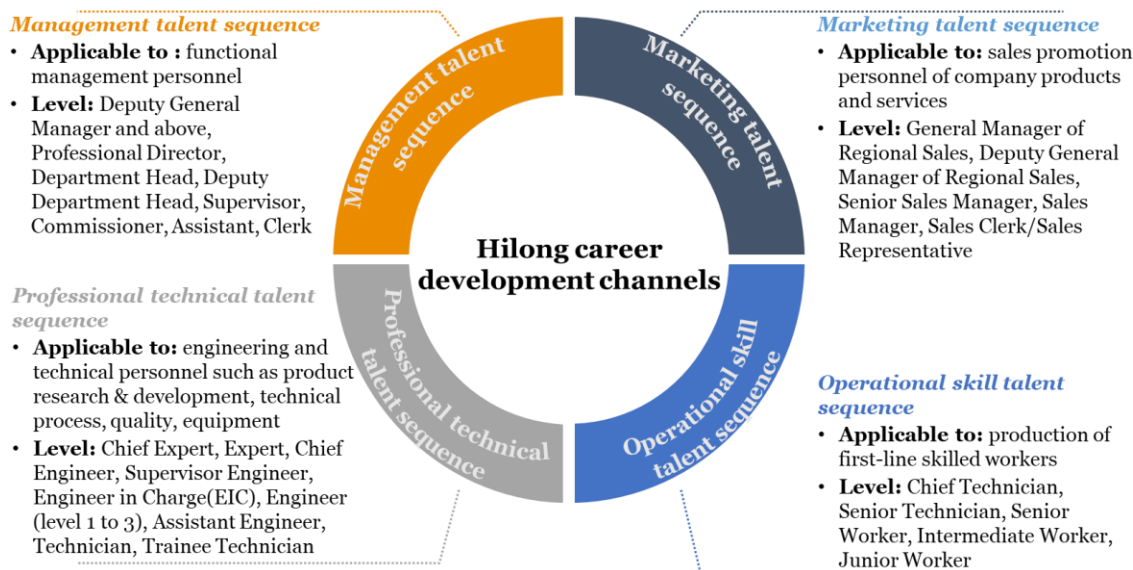 Management talent sequence
• Applicable to : functional
management personnel
• Level: Deputy General
Manager and above,
Professional Director,
Department Head, Deputy
Department Head, Supervisor,
Commissioner, Assistant, Clerk
Professional technical talent
sequence
• Applicable to: engineering and
technical personnel such as product
research & development, technical
process, quality, equipment
• Level: Chief Expert, Expert, Chief
Engineer, Supervisor Engineer,
Engineer in Charge(EIC), Engineer
(level 1 to 3), Assistant Engineer,
Technician, Trainee Technician
Management talent
sequence
Marketing talent
sequence
Hilong career
development channels
Professional technical
talent sequence
Operational skill
talent sequence
Marketing talent sequence
• Applicable to: sales promotion
personnel of company products
and services
• Level: General Manager of
Regional Sales, Deputy General
Manager of Regional Sales,
Senior Sales Manager, Sales
Manager, Sales Clerk/Sales
Representative
Operational skill talent
sequence
• Applicable to: production of
first-line skilled workers
• Level: Chief Technician,
Senior Technician, Senior
Worker, Intermediate Worker,
Junior Worker